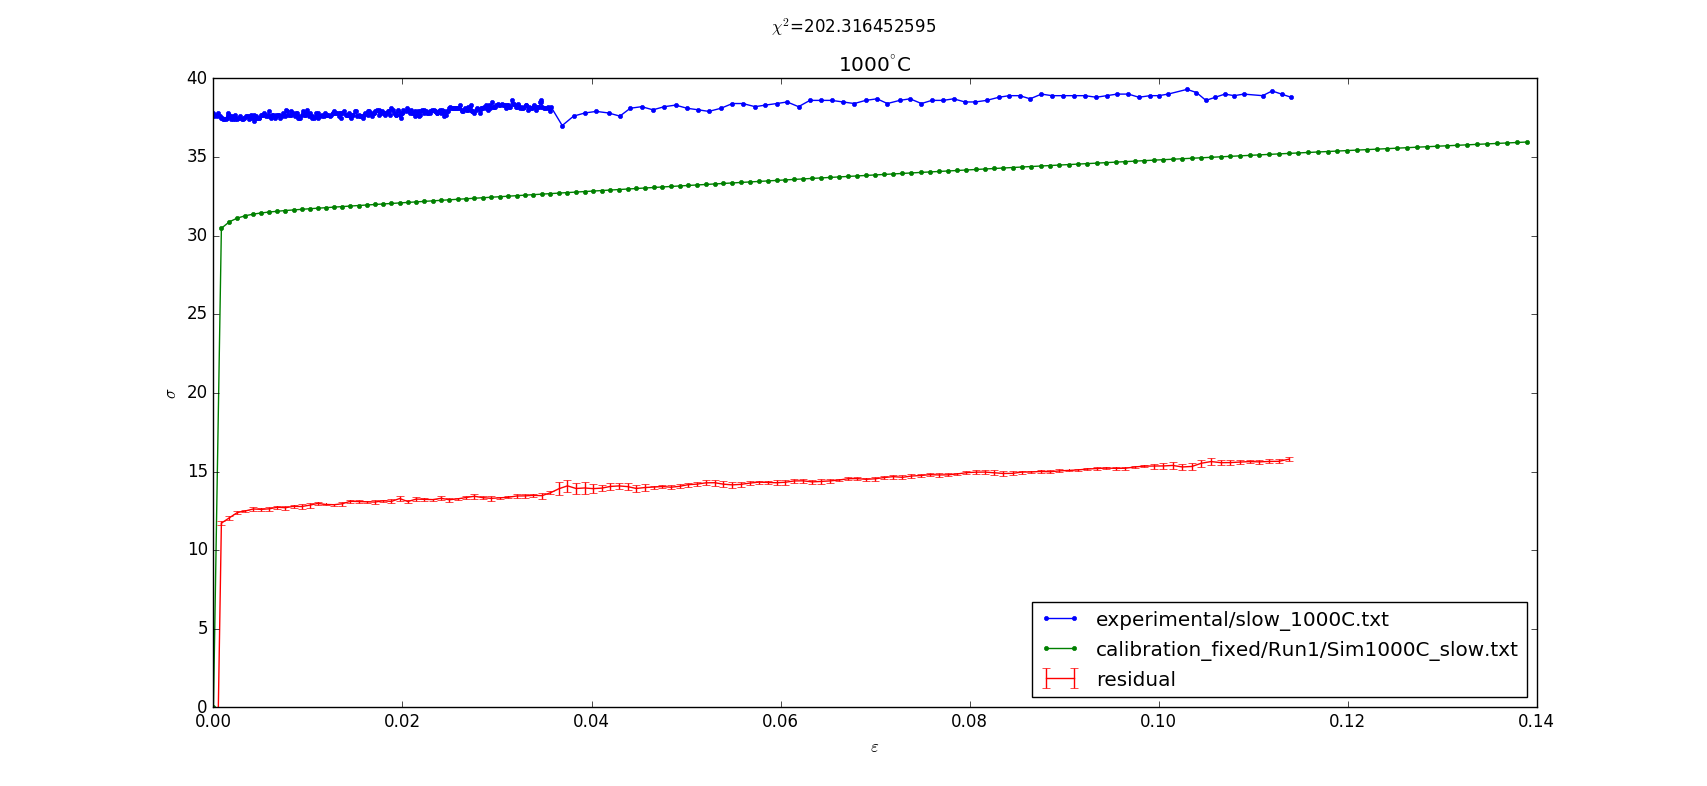 χ²=202.316452595
1000°C
40
35
30
25
20
15
10
5
0
σ
0.00 0.02 0.04 0.06 0.08 0.10 0.12 0.14
ε
experimental/slow_1000C.txt
calibration_fixed/Run1/Sim1000C_slow.txt
residual